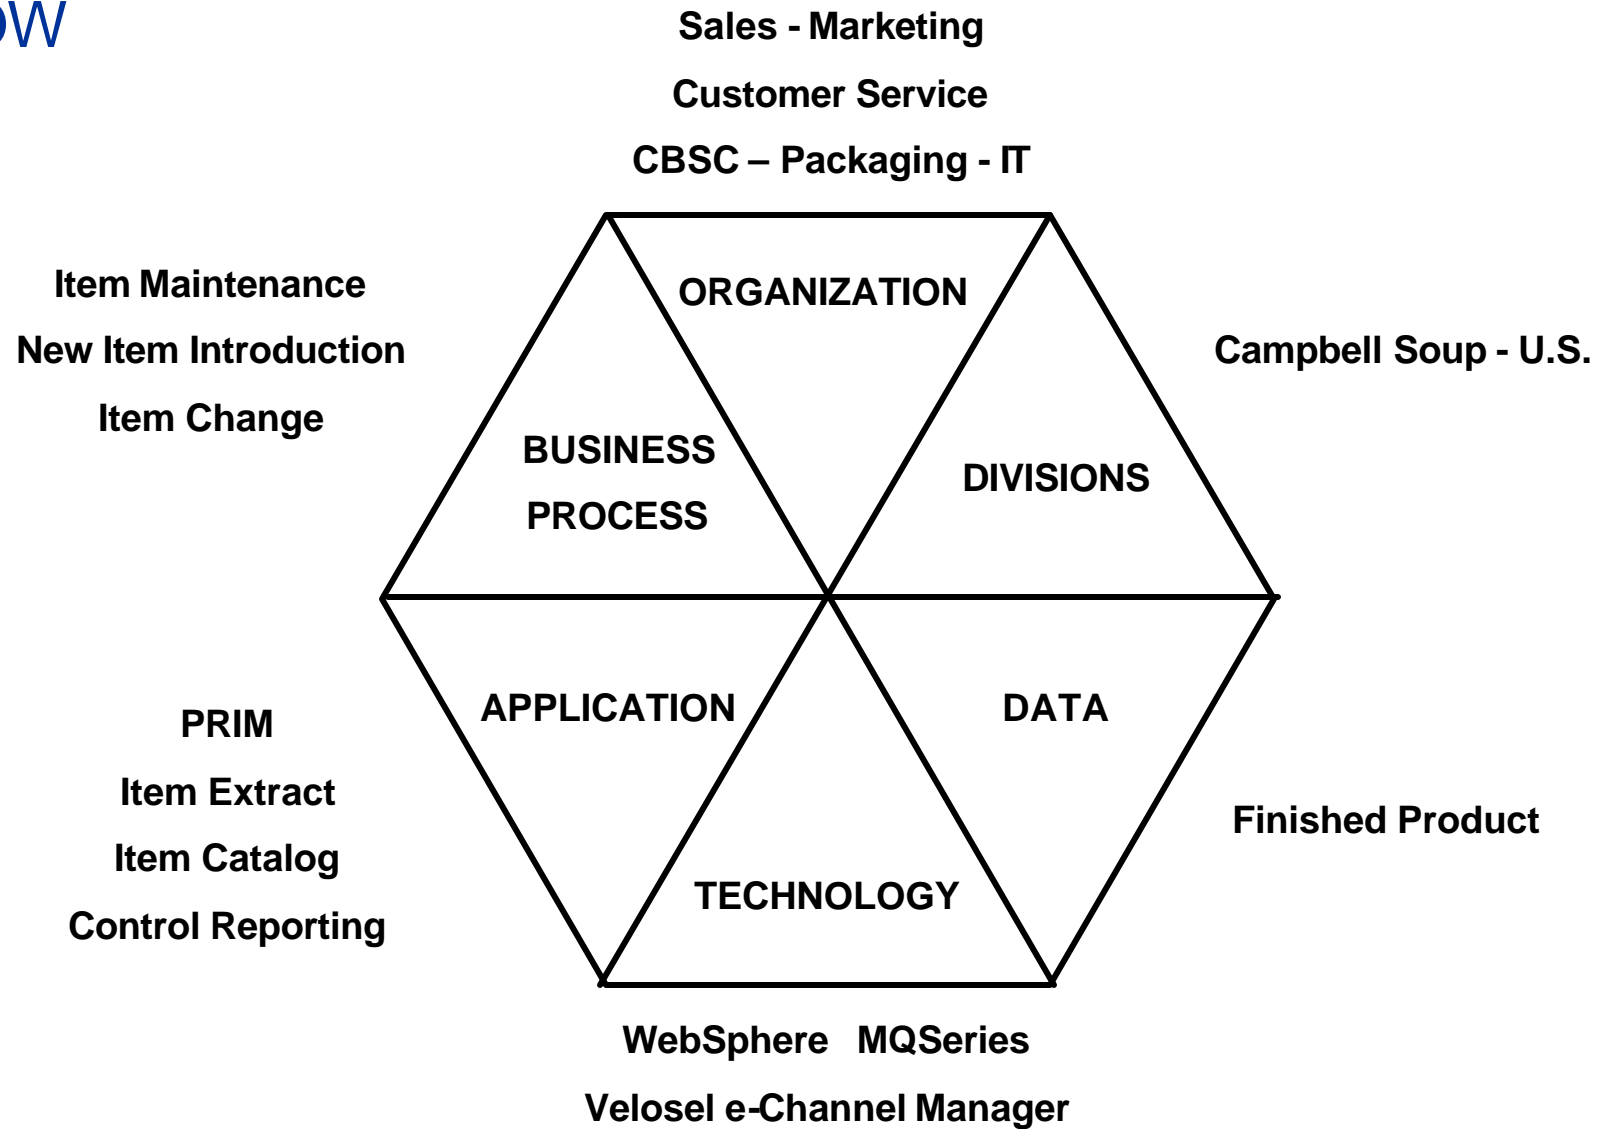 OW
Sales - Marketing
Customer Service
CBSC – Packaging - IT
ORGANIZATION
Item Maintenance
New Item Introduction
Item Change
BUSINESS
PROCESS
Campbell Soup - U.S.
DIVISIONS
APPLICATION
DATA
PRIM
Item Extract
Item Catalog
Control Reporting
Finished Product
TECHNOLOGY
WebSphere MQSeries
Velosel e-Channel Manager